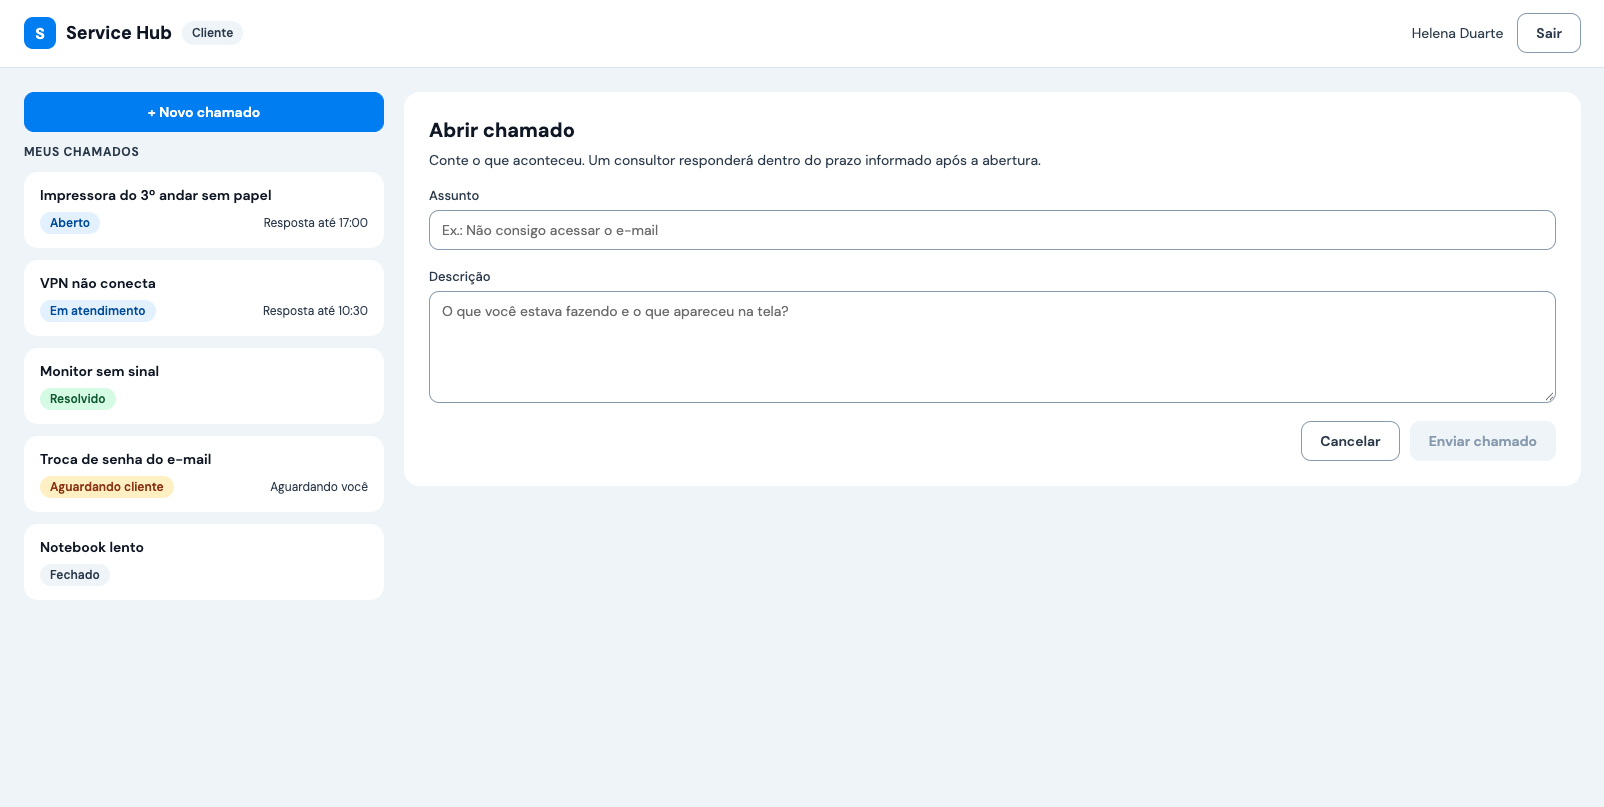 S Service Hub Cliente
Helena Duarte Sair
+ Novo chamado
MEUS CHAMADOS
Impressora do 3º andar sem papel
Aberto Resposta até 17:00
VPN não conecta
Em atendimento Resposta até 10:30
Monitor sem sinal
Resolvido
Troca de senha do e-mail
Aguardando cliente Aguardando você
Notebook lento
Fechado
Abrir chamado
Conte o que aconteceu. Um consultor responderá dentro do prazo informado após a abertura.
Assunto
Ex.: Não consigo acessar o e-mail
Descrição
O que você estava fazendo e o que apareceu na tela?
Cancelar Enviar chamado